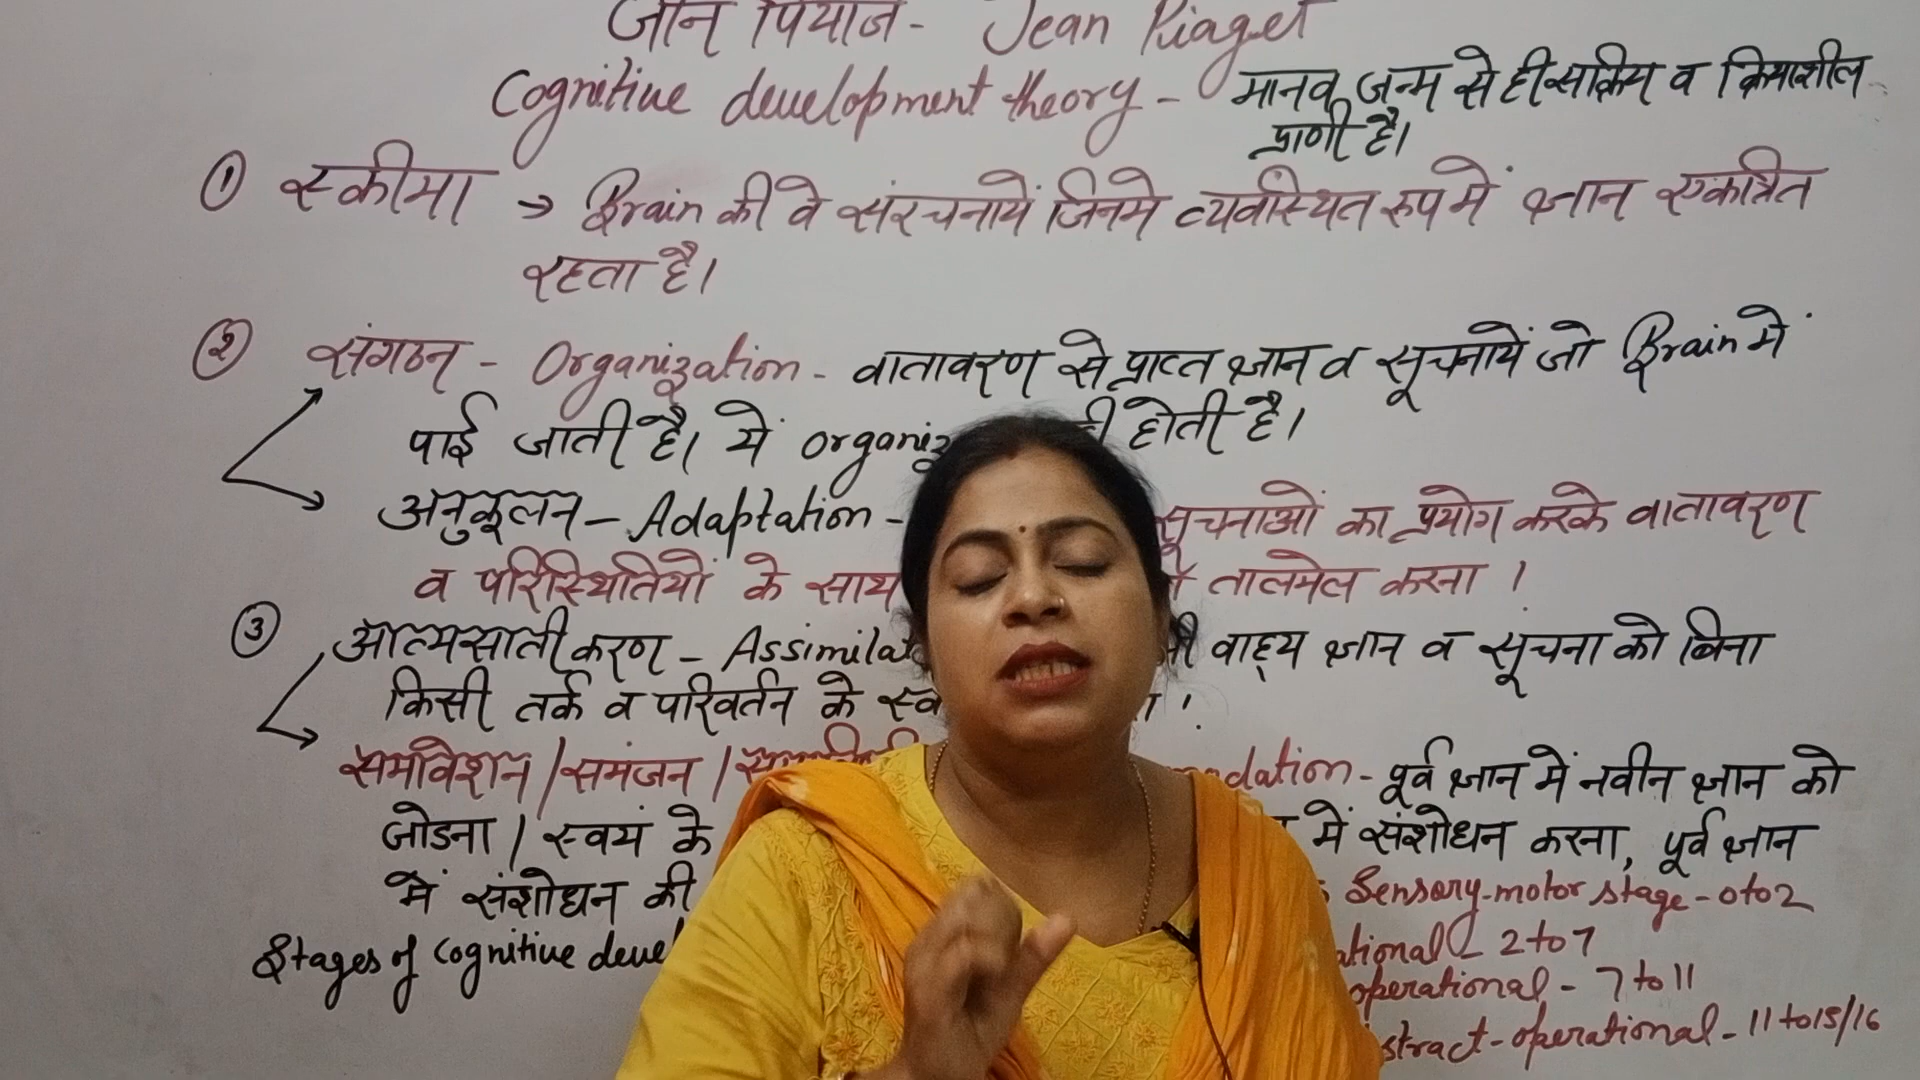 जीन पियाजे - Jean Piaget
Cognitive development theory - मानव जन्म से ही सक्रिय व क्रियाशील
प्राणी है।
① स्कीमा → Brain की वे संरचनायें जिनमे व्यवस्थित रूप में ज्ञान एकत्रित
रहता है।
② संगठन - Organization - वातावरण से प्राप्त ज्ञान व सूचनायें जो Brain में
पाई जाती है। ये होती है।
अनुकूलन - Adaptation - सूचनाओं का प्रयोग करके वातावरण
व परिस्थितियों के साथ तालमेल करना !
③ आत्मसातीकरण - वाह्य ज्ञान व सूचना को बिना
किसी तर्क व परिवर्तन के
समावेशन / समंजन / पूर्व ज्ञान में नवीन ज्ञान को
जोडना / स्वयं के में संशोधन करना, पूर्व ज्ञान
में संशोधन की Sensory-motor stage - 0 to 2
Stages of Cognitive 2 to 7
operational - 7 to 11
operational - 11 to 15/16